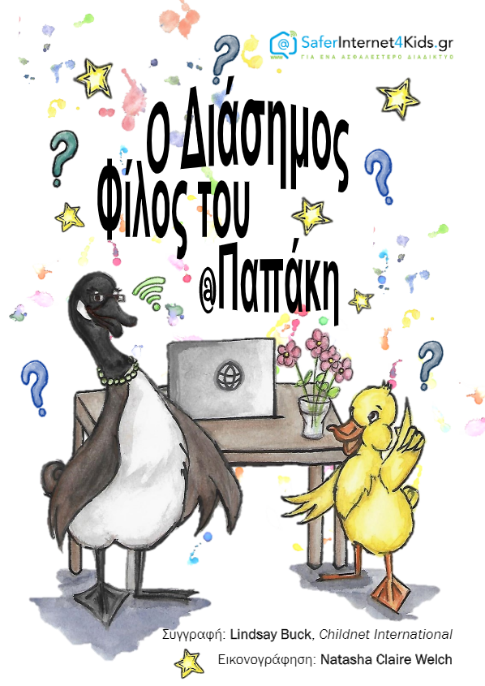 SaferInternet4Kids.gr
ΓΙΑ ΕΝΑ ΑΣΦΑΛΕΣΤΕΡΟ ΔΙΑΔΙΚΤΥΟ
Ο Διάσημος
Φίλος του
@Παπάκη
Συγγραφή: Lindsay Buck, Childnet International
Εικονογράφηση: Natasha Claire Welch